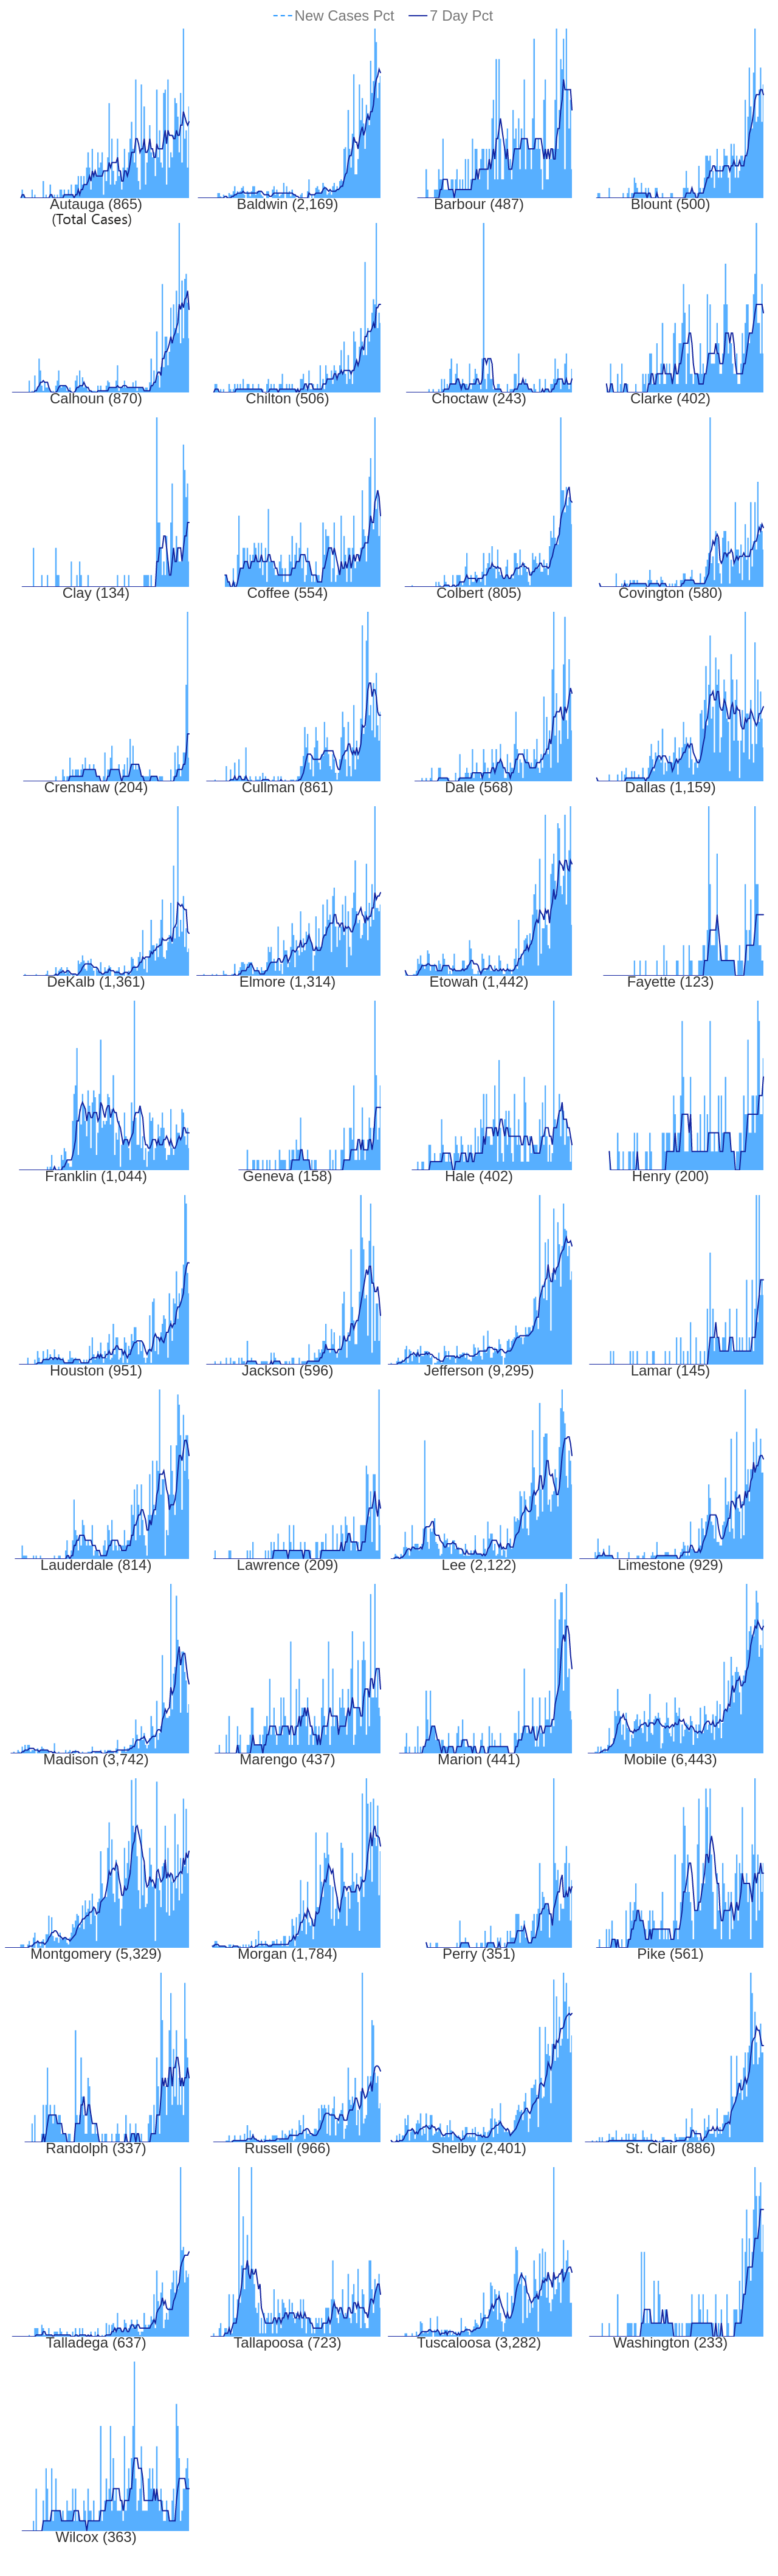 New Cases Pct 7 Day Pct
Autauga (865) Baldwin (2,169) Barbour (487) Blount (500)
(Total Cases)
Calhoun (870) Chilton (506) Choctaw (243) Clarke (402)
Clay (134) Coffee (554) Colbert (805) Covington (580)
Crenshaw (204) Cullman (861) Dale (568) Dallas (1,159)
DeKalb (1,361) Elmore (1,314) Etowah (1,442) Fayette (123)
Franklin (1,044) Geneva (158) Hale (402) Henry (200)
Houston (951) Jackson (596) Jefferson (9,295) Lamar (145)
Lauderdale (814) Lawrence (209) Lee (2,122) Limestone (929)
Madison (3,742) Marengo (437) Marion (441) Mobile (6,443)
Montgomery (5,329) Morgan (1,784) Perry (351) Pike (561)
Randolph (337) Russell (966) Shelby (2,401) St. Clair (886)
Talladega (637) Tallapoosa (723) Tuscaloosa (3,282) Washington (233)
Wilcox (363)